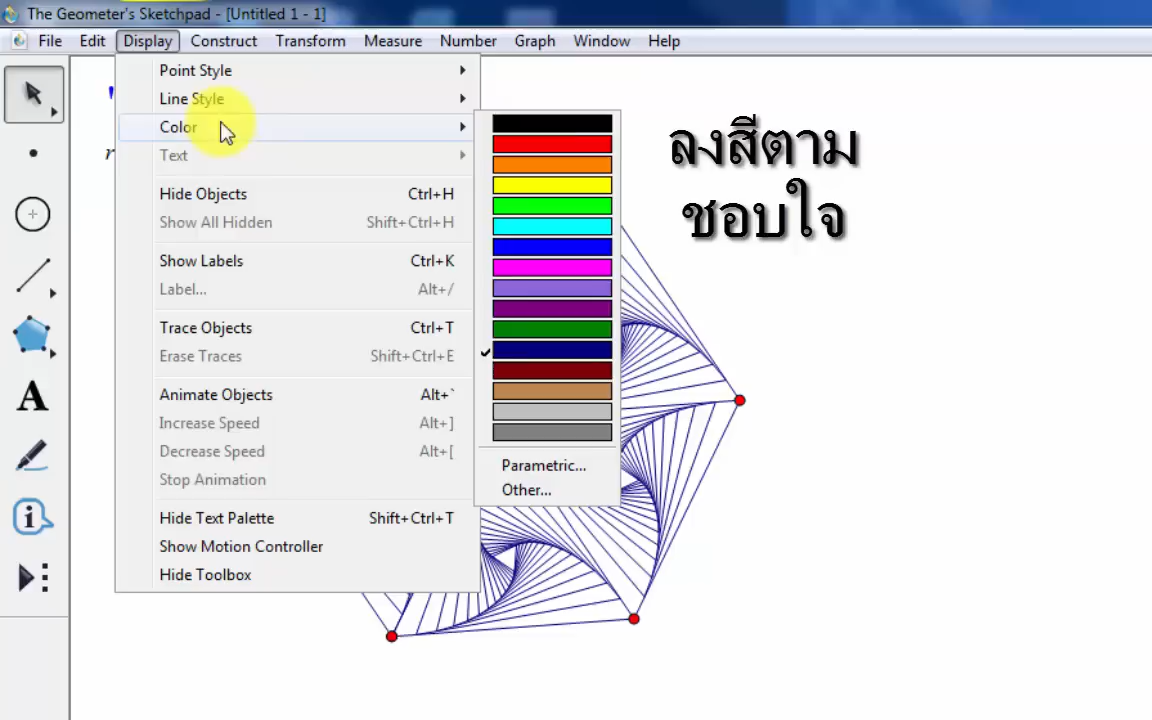 The Geometer's Sketchpad - [Untitled 1 - 1]
File Edit Display Construct Transform Measure Number Graph Window Help
Point Style
Line Style
Color
Text
Hide Objects Ctrl+H
Show All Hidden Shift+Ctrl+H
Show Labels Ctrl+K
Label... Alt+/
Trace Objects Ctrl+T
Erase Traces Shift+Ctrl+E
Animate Objects Alt+`
Increase Speed Alt+]
Decrease Speed Alt+[
Stop Animation
Hide Text Palette Shift+Ctrl+T
Show Motion Controller
Hide Toolbox
Parametric...
Other...
ลงสีตาม
ชอบใจ
A